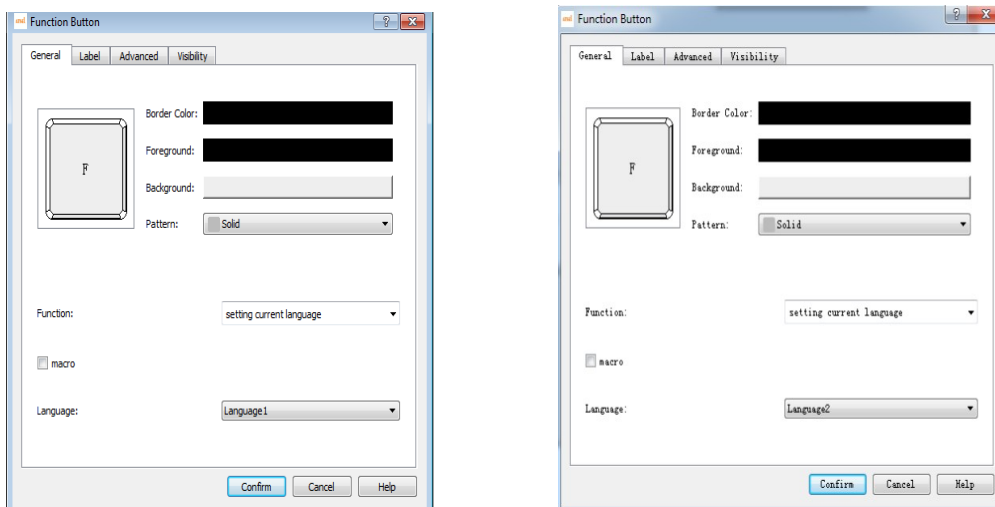 Function Button
General Label Advanced Visibility
Border Color:
F
Foreground:
Background:
Pattern: Solid
Function: setting current language
macro
Language: Language1
Confirm Cancel Help
Function Button
General Label Advanced Visibility
Border Color:
F
Foreground:
Background:
Pattern: Solid
Function: setting current language
macro
Language: Language2
Confirm Cancel Help